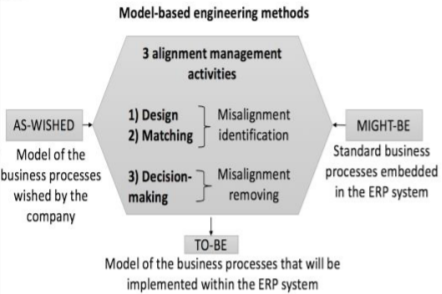 Model-based engineering methods
3 alignment management
activities
1) Design
2) Matching
Misalignment
identification
3) Decision-
making
Misalignment
removing
AS-WISHED
Model of the
business processes
wished by the
company
MIGHT-BE
Standard business
processes embedded
in the ERP system
TO-BE
Model of the business processes that will be
implemented within the ERP system